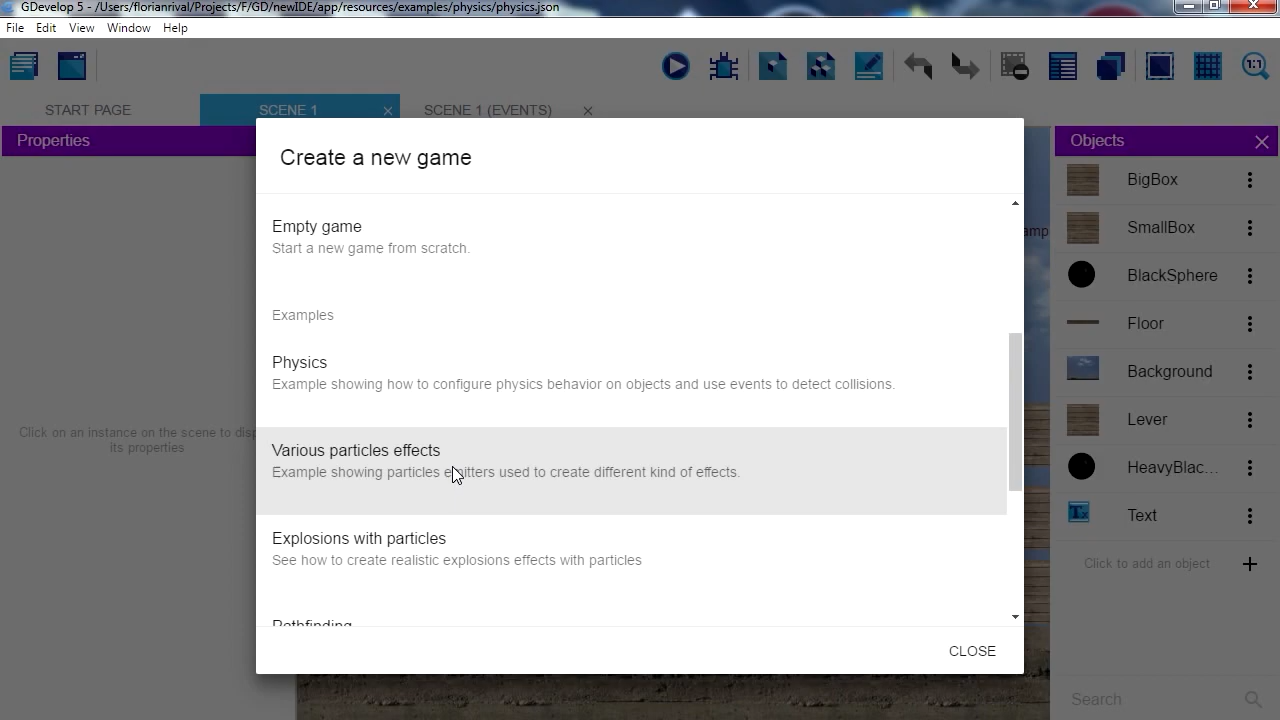 GDevelop 5 - /Users/florianrival/Projects/F/GD/newIDE/app/resources/examples/physics/physics.json
File Edit View Window Help
1:1
START PAGE SCENE 1 SCENE 1 (EVENTS)
Properties
Click on an instance on the scene to disp
its properties
Create a new game
Empty game
Start a new game from scratch.
Examples
Physics
Example showing how to configure physics behavior on objects and use events to detect collisions.
Various particles effects
Example showing particles emitters used to create different kind of effects.
Explosions with particles
See how to create realistic explosions effects with particles
Pathfinding
CLOSE
Objects
BigBox
SmallBox
BlackSphere
Floor
Background
Lever
HeavyBlac...
Text
Click to add an object
Search